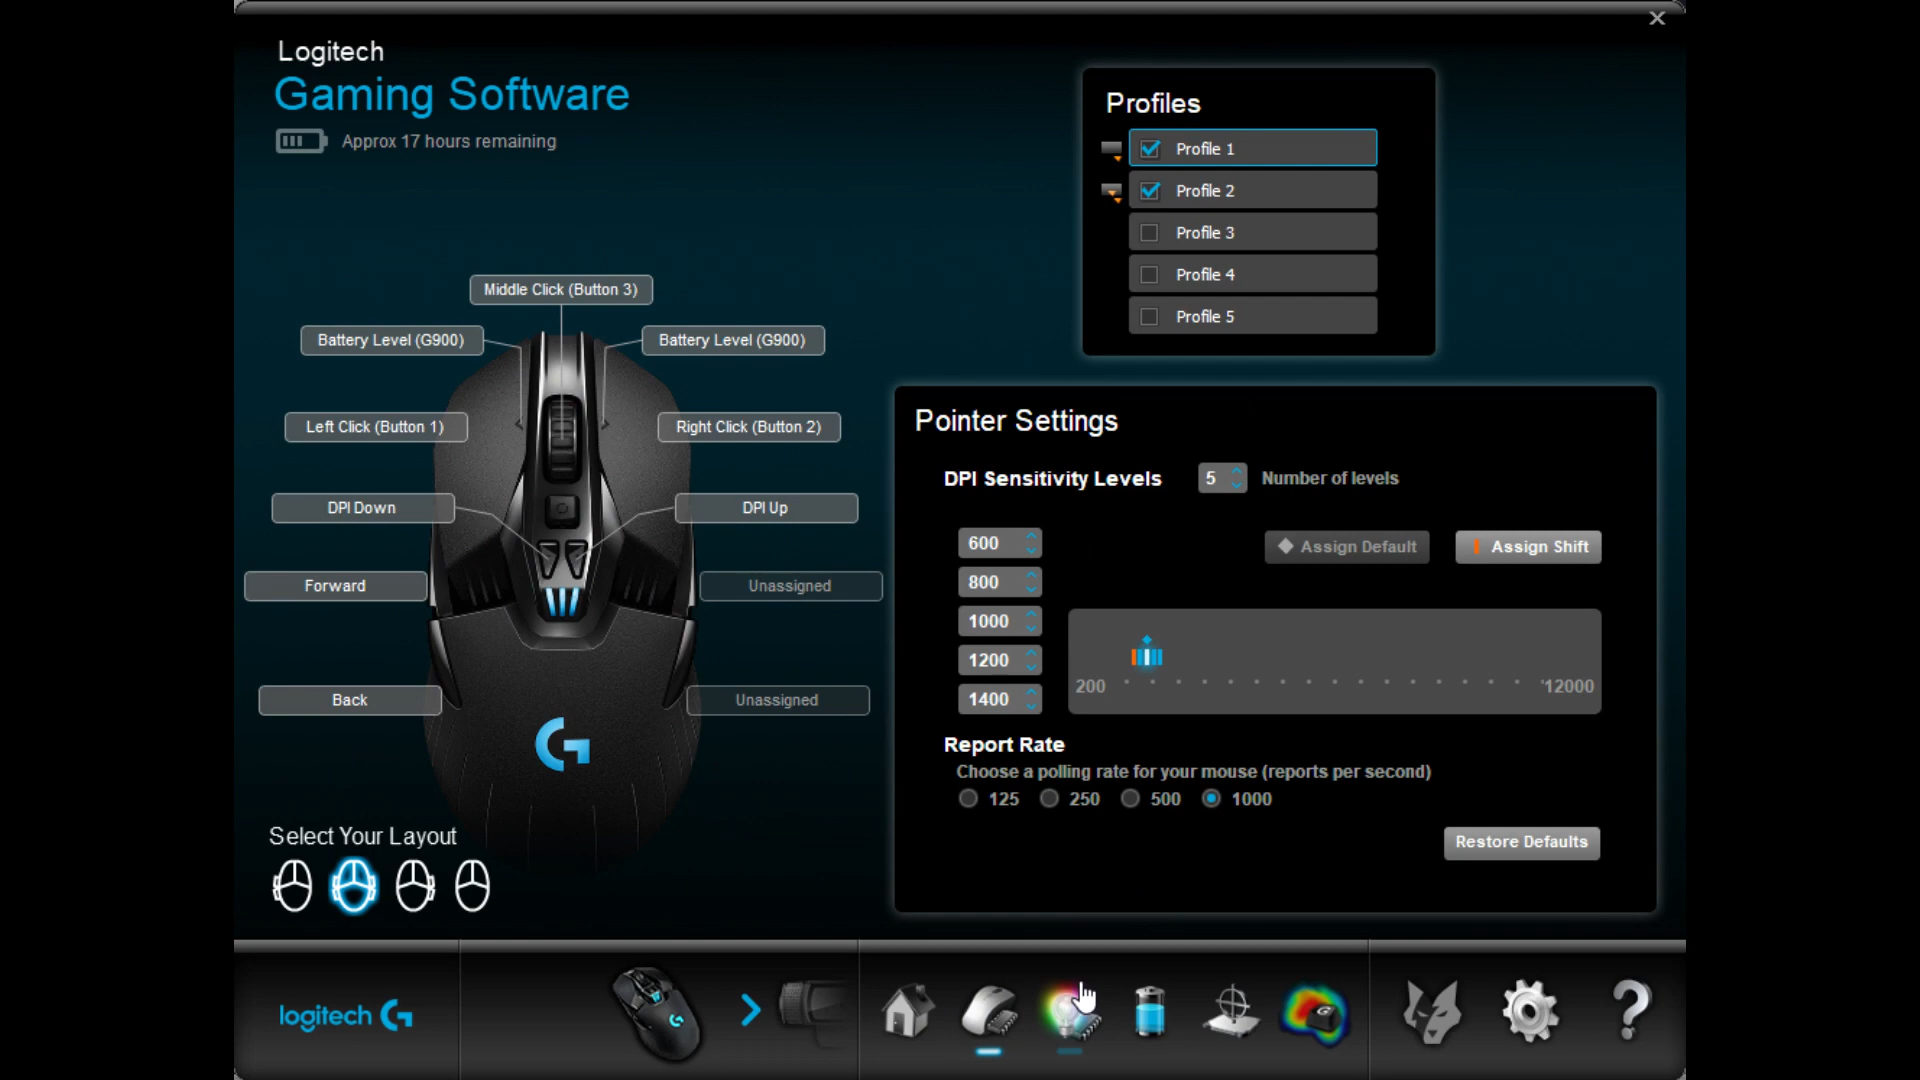 Logitech
Gaming Software
Approx 17 hours remaining
Profiles
Profile 1
Profile 2
Profile 3
Profile 4
Profile 5
Middle Click (Button 3)
Battery Level (G900)
Battery Level (G900)
Left Click (Button 1)
Right Click (Button 2)
DPI Down
DPI Up
Forward
Unassigned
Back
Unassigned
Select Your Layout
Pointer Settings
DPI Sensitivity Levels 5 Number of levels
600
800
1000
1200
1400
Assign Default
Assign Shift
200
12000
Report Rate
Choose a polling rate for your mouse (reports per second)
125 250 500 1000
Restore Defaults
logitech G